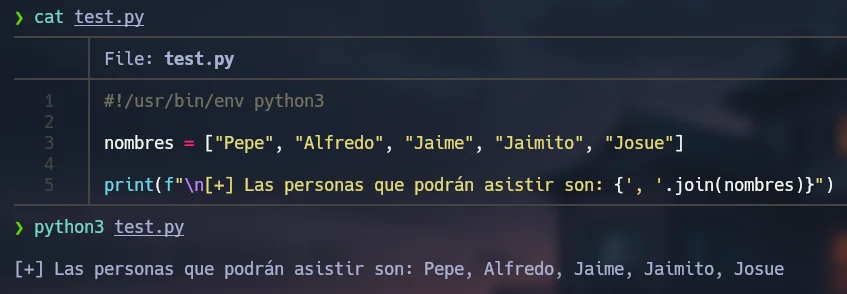 ❯ cat test.py
File: test.py
1 #!/usr/bin/env python3
2
3 nombres = ["Pepe", "Alfredo", "Jaime", "Jaimito", "Josue"]
4
5 print(f"\n[+] Las personas que podrán asistir son: {', '.join(nombres)}")
❯ python3 test.py
[+] Las personas que podrán asistir son: Pepe, Alfredo, Jaime, Jaimito, Josue